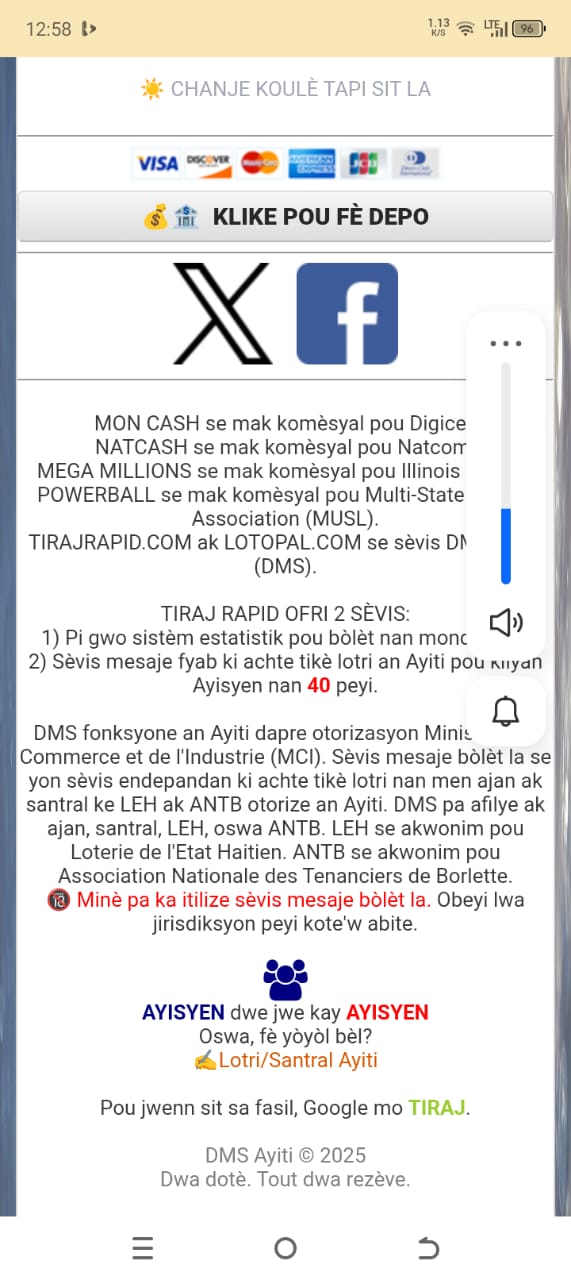 12:58
1.13 K/S LTE 96
CHANJE KOULÈ TAPI SIT LA
VISA DISCOVER MasterCard AMERICAN EXPRESS JCB Diners Club International
KLIKE POU FÈ DEPO
MON CASH se mak komèsyal pou Digice
NATCASH se mak komèsyal pou Natcom
MEGA MILLIONS se mak komèsyal pou Illinois
POWERBALL se mak komèsyal pou Multi-State
Association (MUSL).
TIRAJRAPID.COM ak LOTOPAL.COM se sèvis DM
(DMS).
TIRAJ RAPID OFRI 2 SÈVIS:
1) Pi gwo sistèm estatistik pou bòlèt nan mond
2) Sèvis mesaje fyab ki achte tikè lotri an Ayiti pou kliyan
Ayisyen nan 40 peyi.
DMS fonksyone an Ayiti dapre otorizasyon Minis
Commerce et de l'Industrie (MCI). Sèvis mesaje bòlèt la se
yon sèvis endepandan ki achte tikè lotri nan men ajan ak
santral ke LEH ak ANTB otorize an Ayiti. DMS pa afilye ak
ajan, santral, LEH, oswa ANTB. LEH se akwonim pou
Loterie de l'Etat Haitien. ANTB se akwonim pou
Association Nationale des Tenanciers de Borlette.
18 Minè pa ka itilize sèvis mesaje bòlèt la. Obeyi lwa
jirisdiksyon peyi kote'w abite.
AYISYEN dwe jwe kay AYISYEN
Oswa, fè yòyòl bèl?
Lotri/Santral Ayiti
Pou jwenn sit sa fasil, Google mo TIRAJ.
DMS Ayiti © 2025
Dwa dotè. Tout dwa rezève.